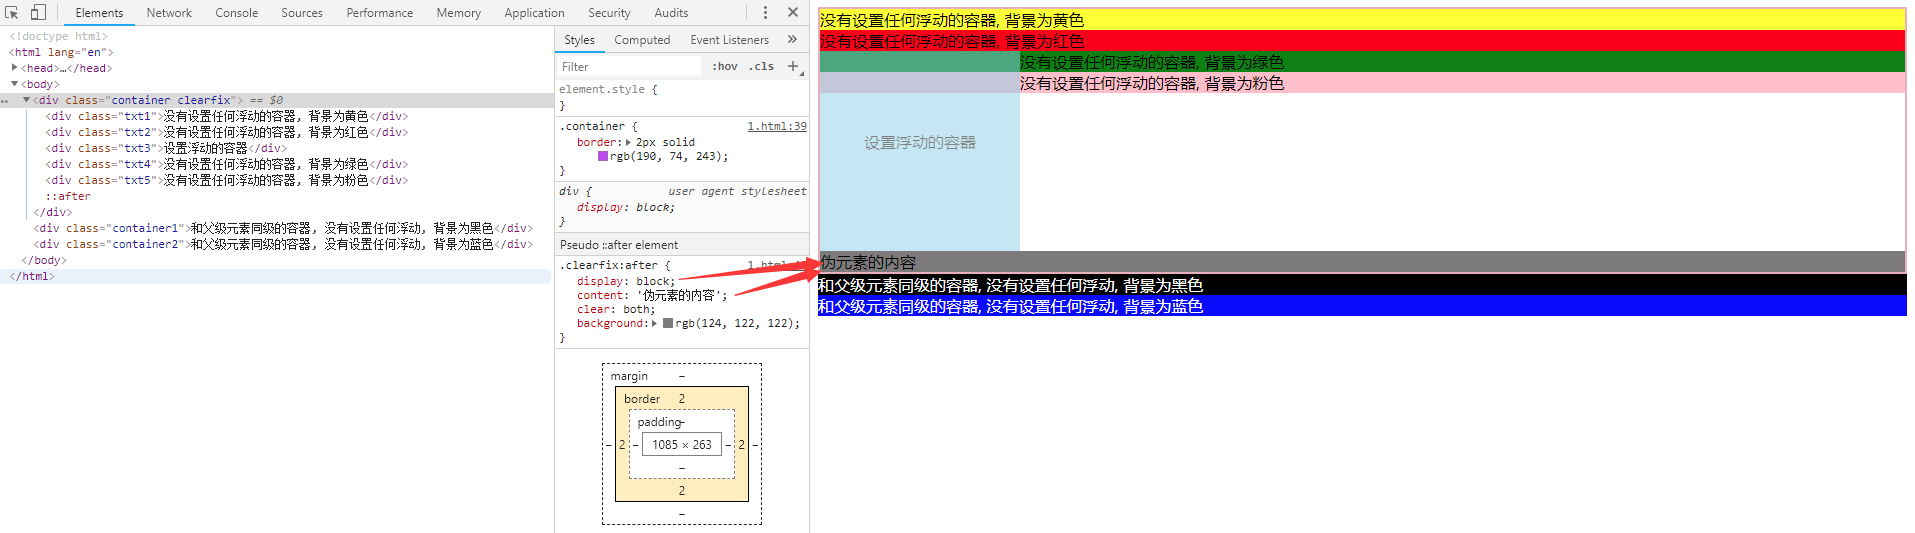 Elements Network Console Sources Performance Memory Application Security Audits
<!doctype html>
<html lang="en">
<head>…</head>
<body>
<div class="container clearfix"> == $0
<div class="txt1">没有设置任何浮动的容器, 背景为黄色</div>
<div class="txt2">没有设置任何浮动的容器, 背景为红色</div>
<div class="txt3">设置浮动的容器</div>
<div class="txt4">没有设置任何浮动的容器, 背景为绿色</div>
<div class="txt5">没有设置任何浮动的容器, 背景为粉色</div>
::after
</div>
<div class="container1">和父级元素同级的容器, 没有设置任何浮动, 背景为黑色</div>
<div class="container2">和父级元素同级的容器, 没有设置任何浮动, 背景为蓝色</div>
</body>
</html>
Styles Computed Event Listeners »
Filter :hov .cls +
element.style {
}
.container { 1.html:39
border: 2px solid
rgb(190, 74, 243);
}
div { user agent stylesheet
display: block;
}
Pseudo ::after element
.clearfix:after {
display: block;
content: '伪元素的内容';
clear: both;
background: rgb(124, 122, 122);
}
margin -
border 2
padding -
- 2 - 1085 × 263 - 2 -
-
2
-
没有设置任何浮动的容器, 背景为黄色
没有设置任何浮动的容器, 背景为红色
没有设置任何浮动的容器, 背景为绿色
没有设置任何浮动的容器, 背景为粉色
设置浮动的容器
伪元素的内容
和父级元素同级的容器, 没有设置任何浮动, 背景为黑色
和父级元素同级的容器, 没有设置任何浮动, 背景为蓝色